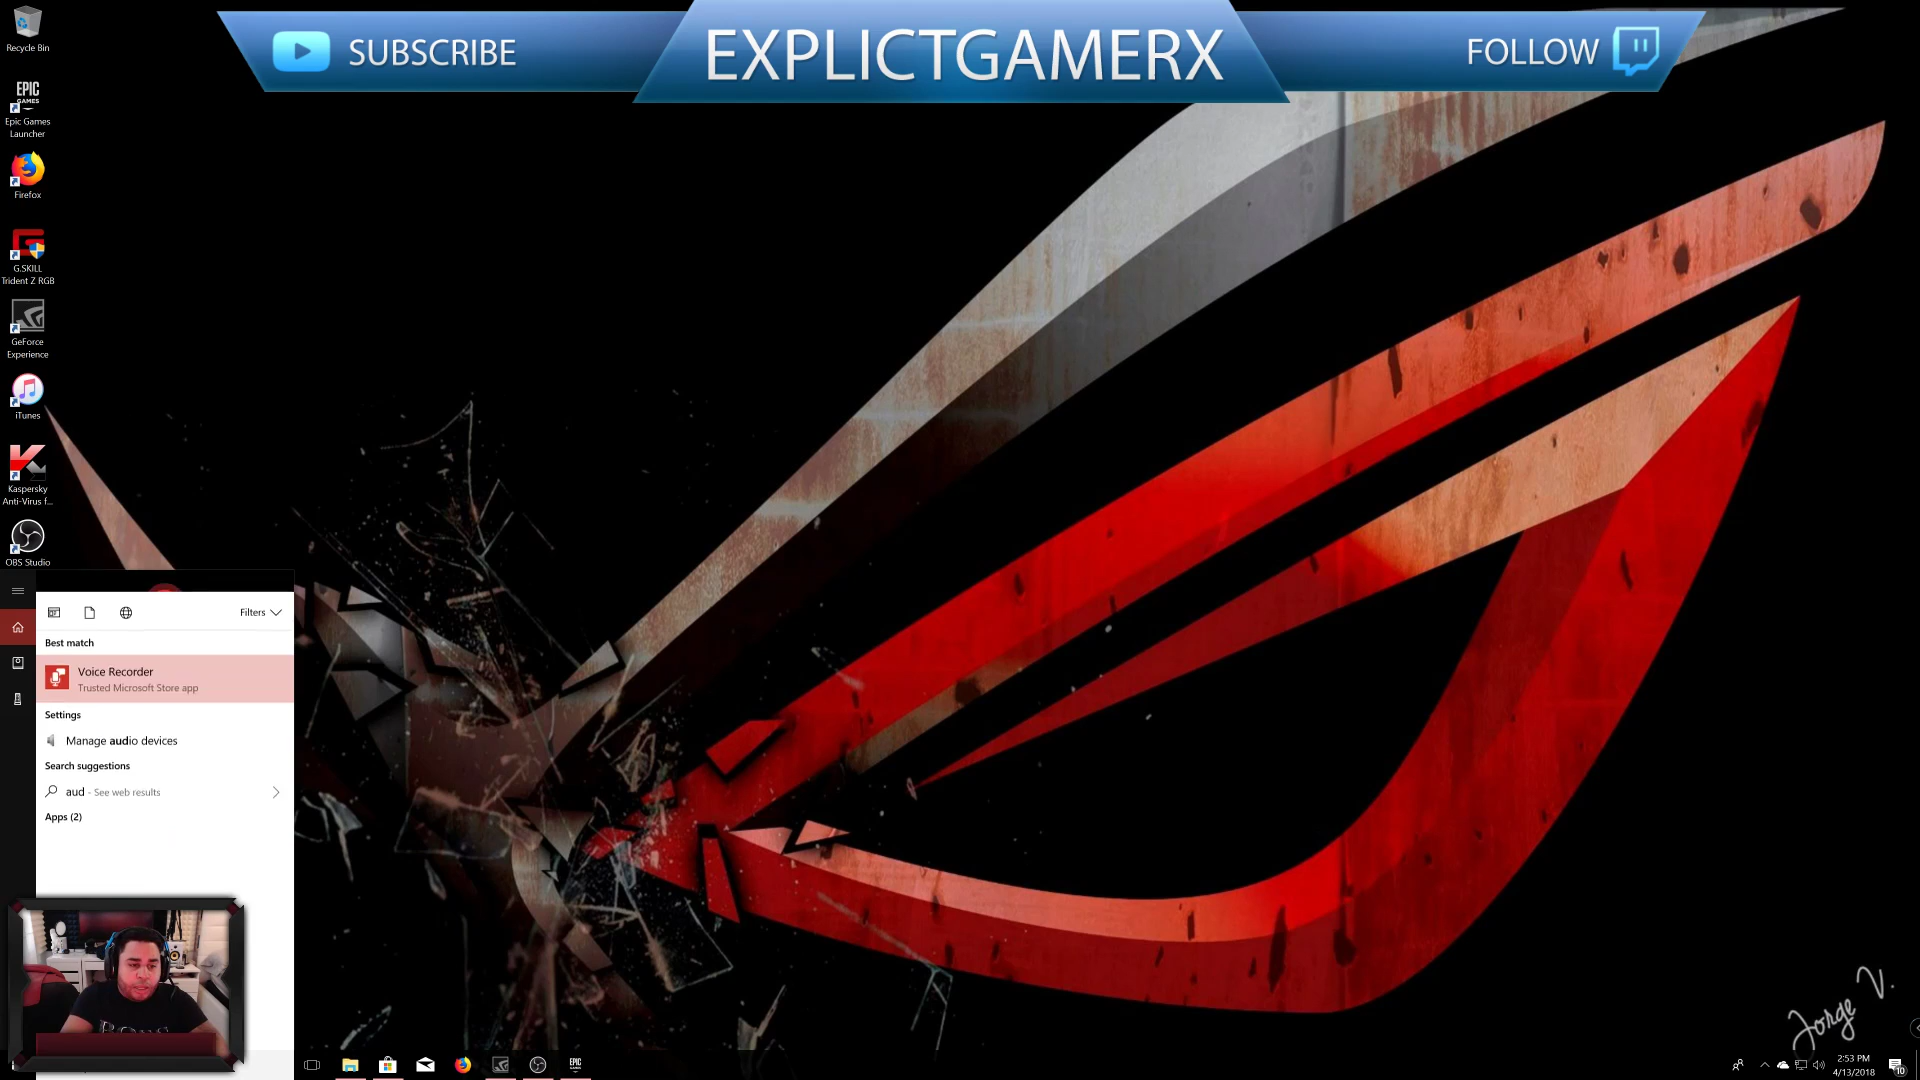 SUBSCRIBE
EXPLICTGAMERX
FOLLOW
Recycle Bin
EPIC
GAMES
Epic Games
Launcher
Firefox
G.SKILL
Trident Z RGB
GeForce
Experience
iTunes
Kaspersky
Anti-Virus f...
OBS Studio
Filters
Best match
Voice Recorder
Trusted Microsoft Store app
Settings
Manage audio devices
Search suggestions
aud - See web results
Apps (2)
Jorge V.
EPIC
2:53 PM
4/13/2018
10